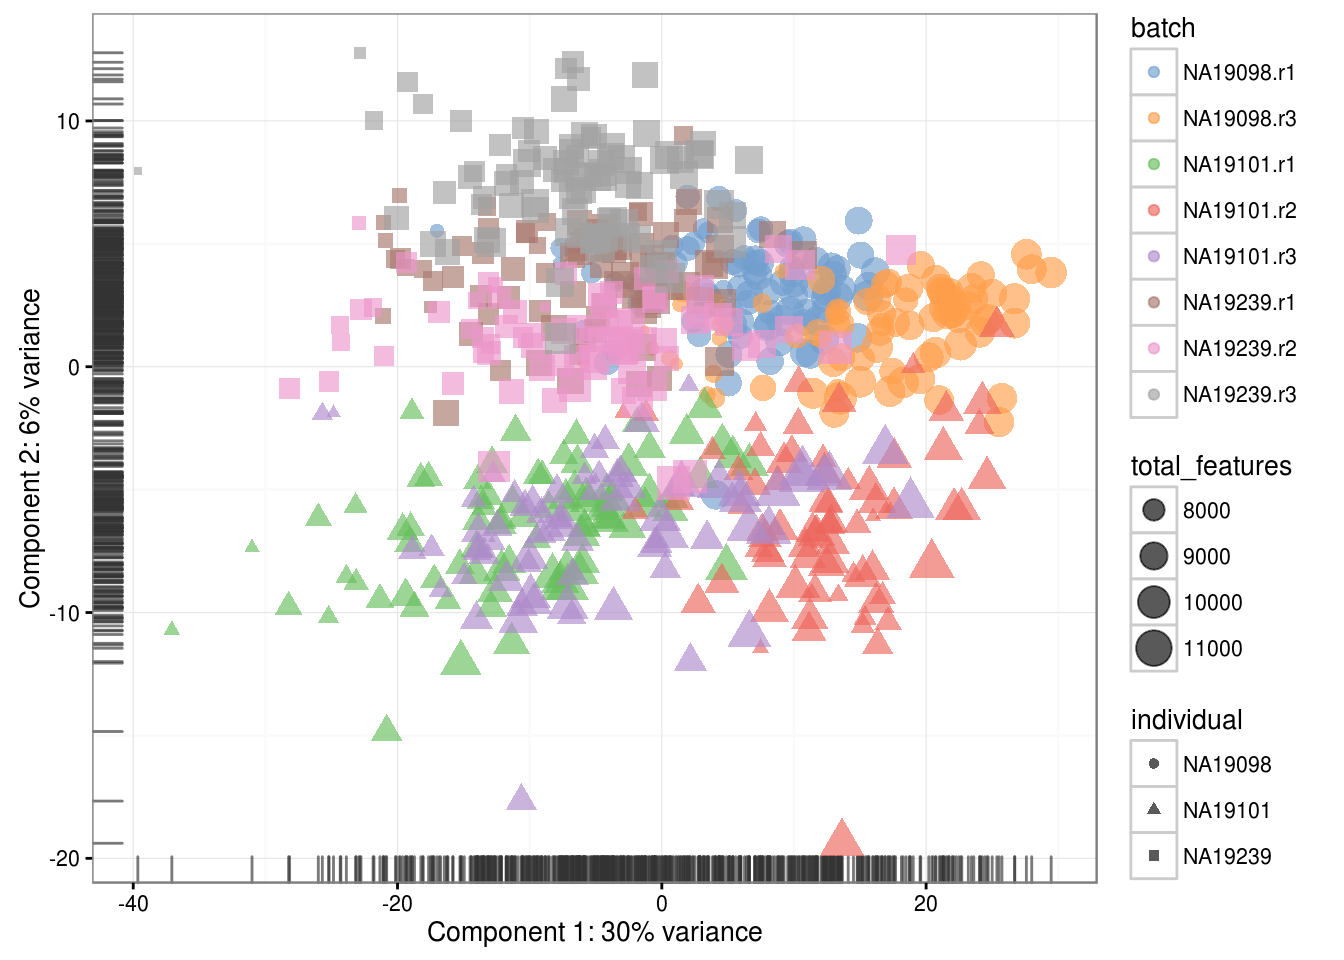 10
0
-10
-20
-40
-20
0
20
Component 1: 30% variance
Component 2: 6% variance
batch
NA19098.r1
NA19098.r3
NA19101.r1
NA19101.r2
NA19101.r3
NA19239.r1
NA19239.r2
NA19239.r3
total_features
8000
9000
10000
11000
individual
NA19098
NA19101
NA19239